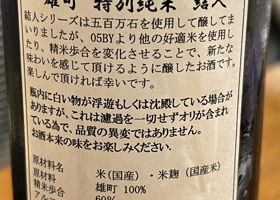 雄町 特別純米 結人
結人シリーズは五百万石を使用して醸してま
いりましたが、05BYより他の好適米を使用し
たり、精米歩合を変化させることで、新たな
味わいを感じて頂けるように醸したお酒です。
楽しんで頂ければ幸いです。
瓶内に白い物が浮遊もしくは沈殿している場合が
ありますが、これは濾過を一切せずオリが含まれ
ている為で、品質の異変ではありません。
お酒本来の味をお楽しみください。
原材料名 米(国産米)・米麹(国産米)
原料米 雄町 100%
精米歩合 60%
アル